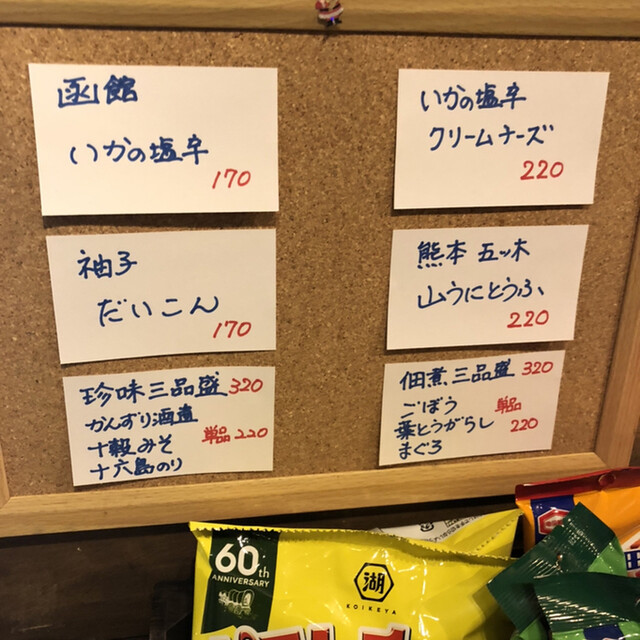 函館
いかの塩辛
170
いかの塩辛
クリームチーズ
220
柚子
だいこん
170
熊本 五ッ木
山うにとうふ
220
珍味三品盛 320
かんずり酒盗
単品 220
十穀みそ
十六島のり
佃煮三品盛 320
ごぼう 単品
葉とうがらし 220
まぐろ
60th
ANNIVERSARY
湖
KOIKEYA